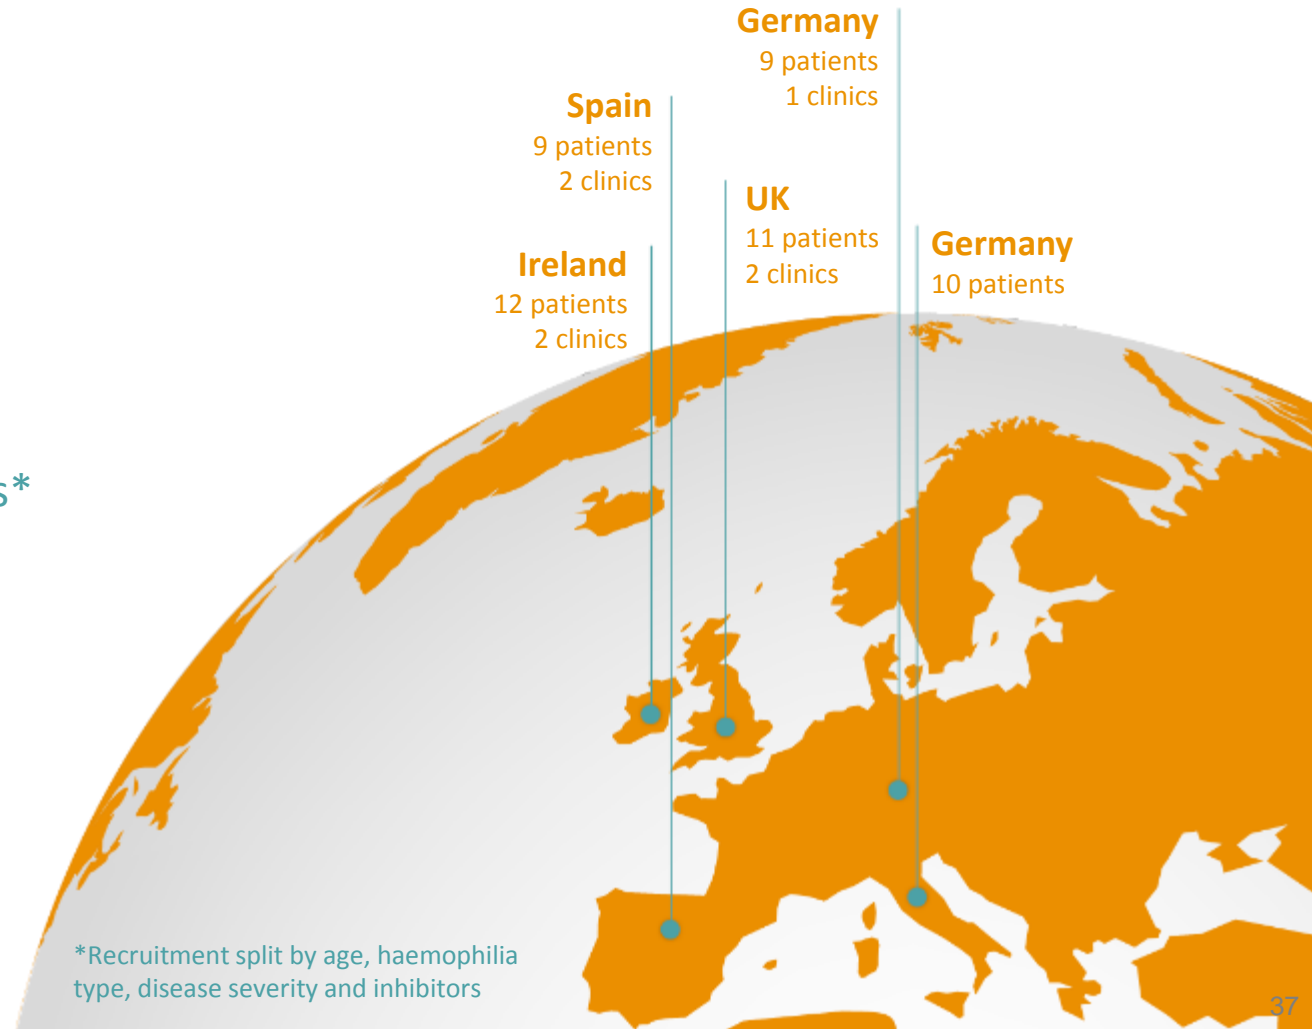 Germany
9 patients
1 clinics
Spain
9 patients
2 clinics
UK
11 patients
2 clinics
Germany
10 patients
Ireland
12 patients
2 clinics
s*
*Recruitment split by age, haemophilia
type, disease severity and inhibitors
37